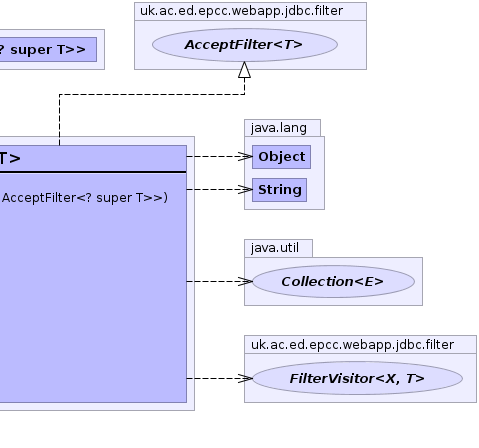 uk.ac.ed.epcc.webapp.jdbc.filter
AcceptFilter<T>
? super T>>
java.lang
Object
String
T>
AcceptFilter<? super T>>)
java.util
Collection<E>
uk.ac.ed.epcc.webapp.jdbc.filter
FilterVisitor<X, T>